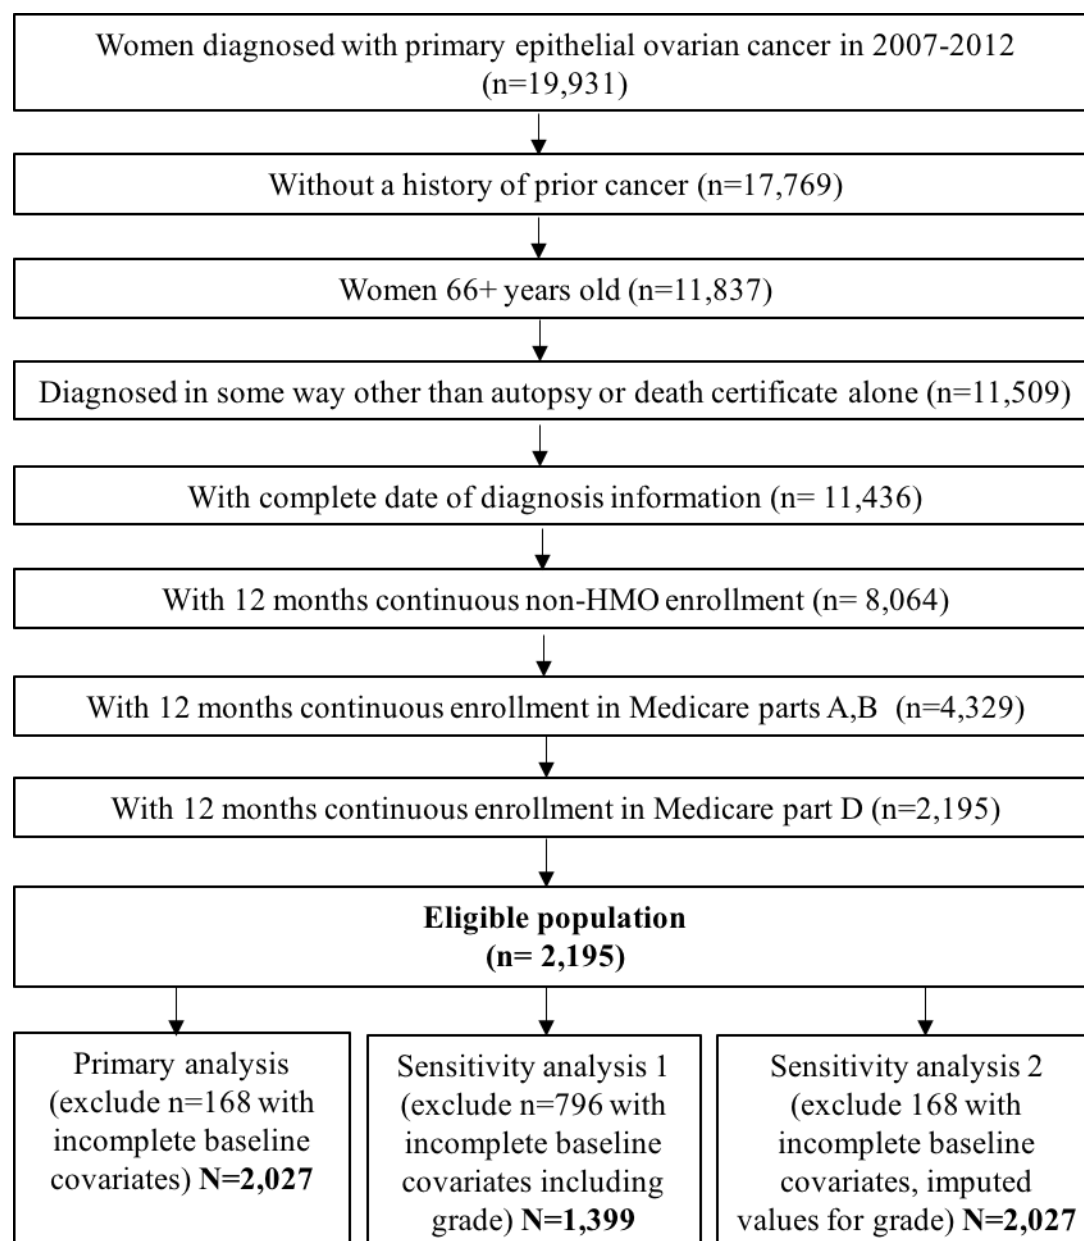 Women diagnosed with primary epithelial ovarian cancer in 2007-2012
(n=19,931)
Without a history of prior cancer (n=17,769)
Women 66+ years old (n=11,837)
Diagnosed in some way other than autopsy or death certificate alone (n=11,509)
With complete date of diagnosis information (n= 11,436)
With 12 months continuous non-HMO enrollment (n= 8,064)
With 12 months continuous enrollment in Medicare parts A,B (n=4,329)
With 12 months continuous enrollment in Medicare part D (n=2,195)
Eligible population
(n= 2,195)
Primary analysis
(exclude n=168 with
incomplete baseline
covariates) N=2,027
Sensitivity analysis 1
(exclude n=796 with
incomplete baseline
covariates including
grade) N=1,399
Sensitivity analysis 2
(exclude 168 with
incomplete baseline
covariates, imputed
values for grade) N=2,027